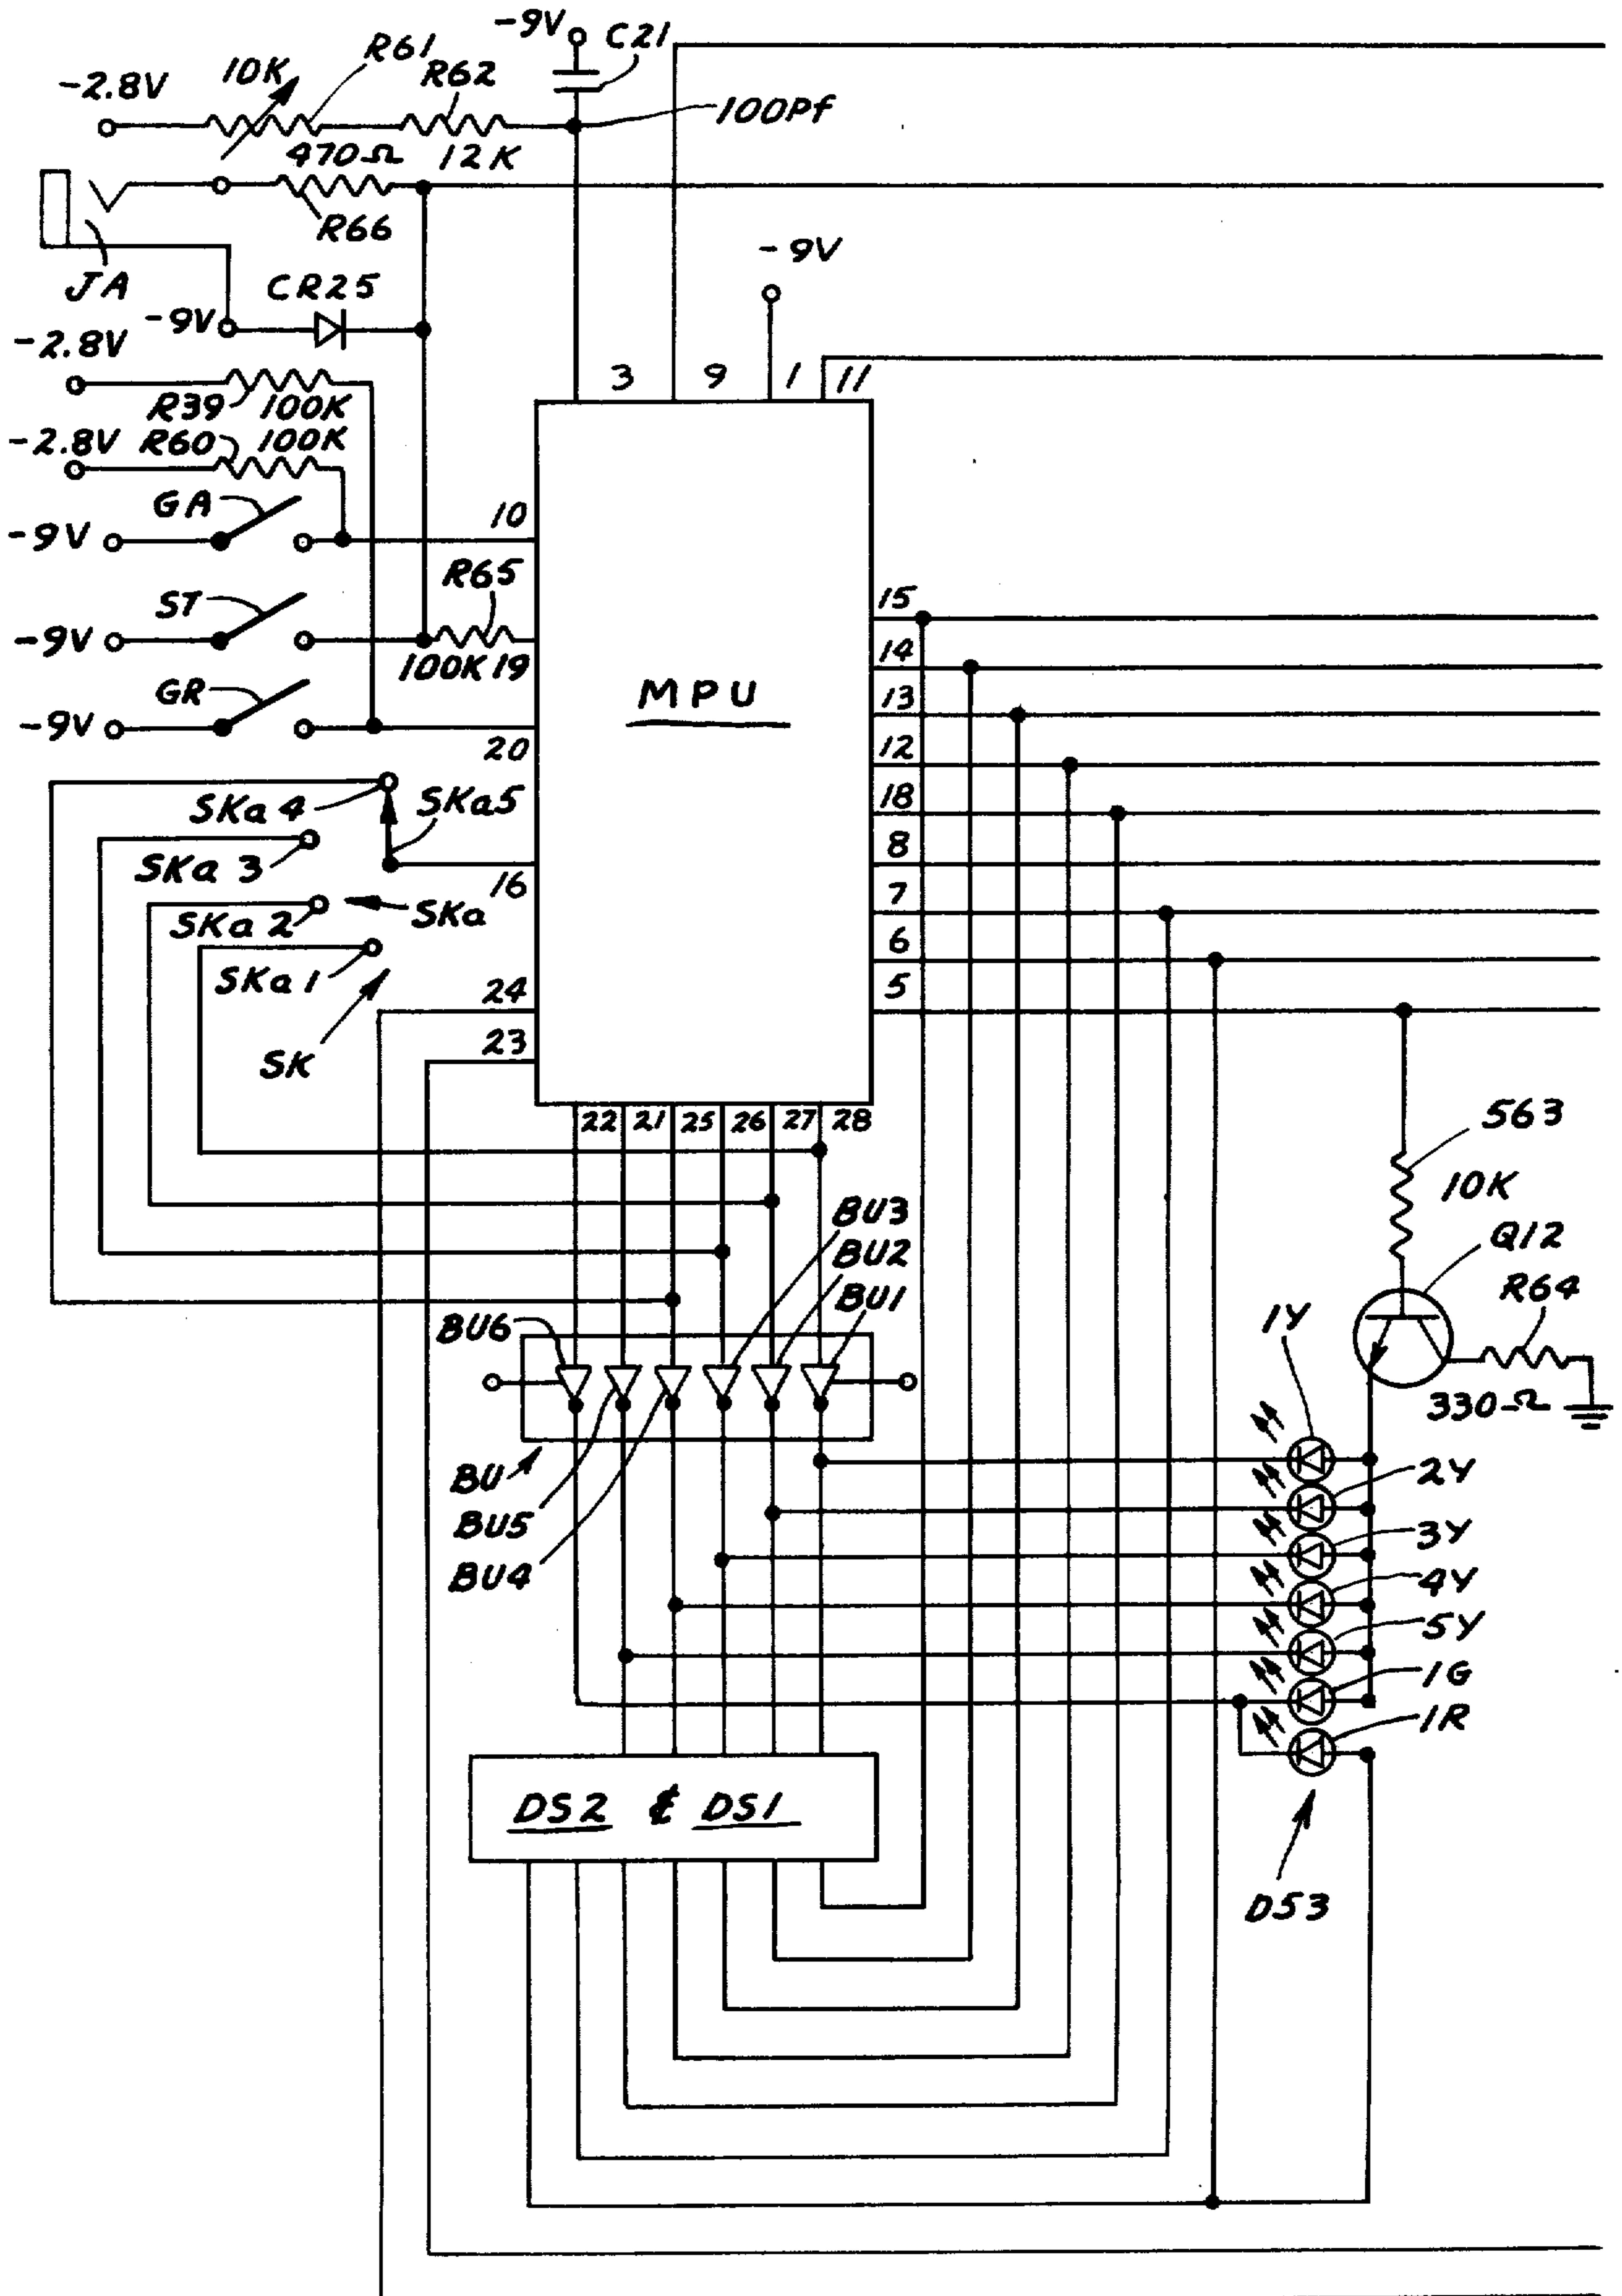 -9V C21
10K R61 R62
-2.8V
100Pf
470Ω 12K
R66
JA CR25
-9V
-9V
-2.8V
3 9 1 11
R39 100K
-2.8V R60 100K
GA
-9V
10
R65
ST
-9V
100K 19
15
14
GR
-9V
MPU
13
20
12
SKa 4 SKa5
18
SKa 3
16
8
SKa 2 SKa
7
SKa 1
6
24
5
SK
23
22 21 25 26 27 28
563
10K
BU3
BU2
BU1
Q12
R64
BU6
1Y
330Ω
BU
2Y
BU5
3Y
BU4
4Y
5Y
1G
1R
DS2 & DS1
D53